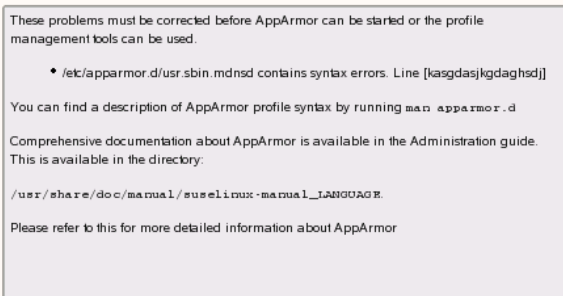 These problems must be corrected before AppArmor can be started or the profile
management tools can be used.
• /etc/apparmor.d/usr.sbin.mdnsd contains syntax errors. Line [kasgdasjkgdaghsdj]
You can find a description of AppArmor profile syntax by running man apparmor.d
Comprehensive documentation about AppArmor is available in the Administration guide.
This is available in the directory:
/usr/share/doc/manual/suselinux-manual_LANGUAGE.
Please refer to this for more detailed information about AppArmor